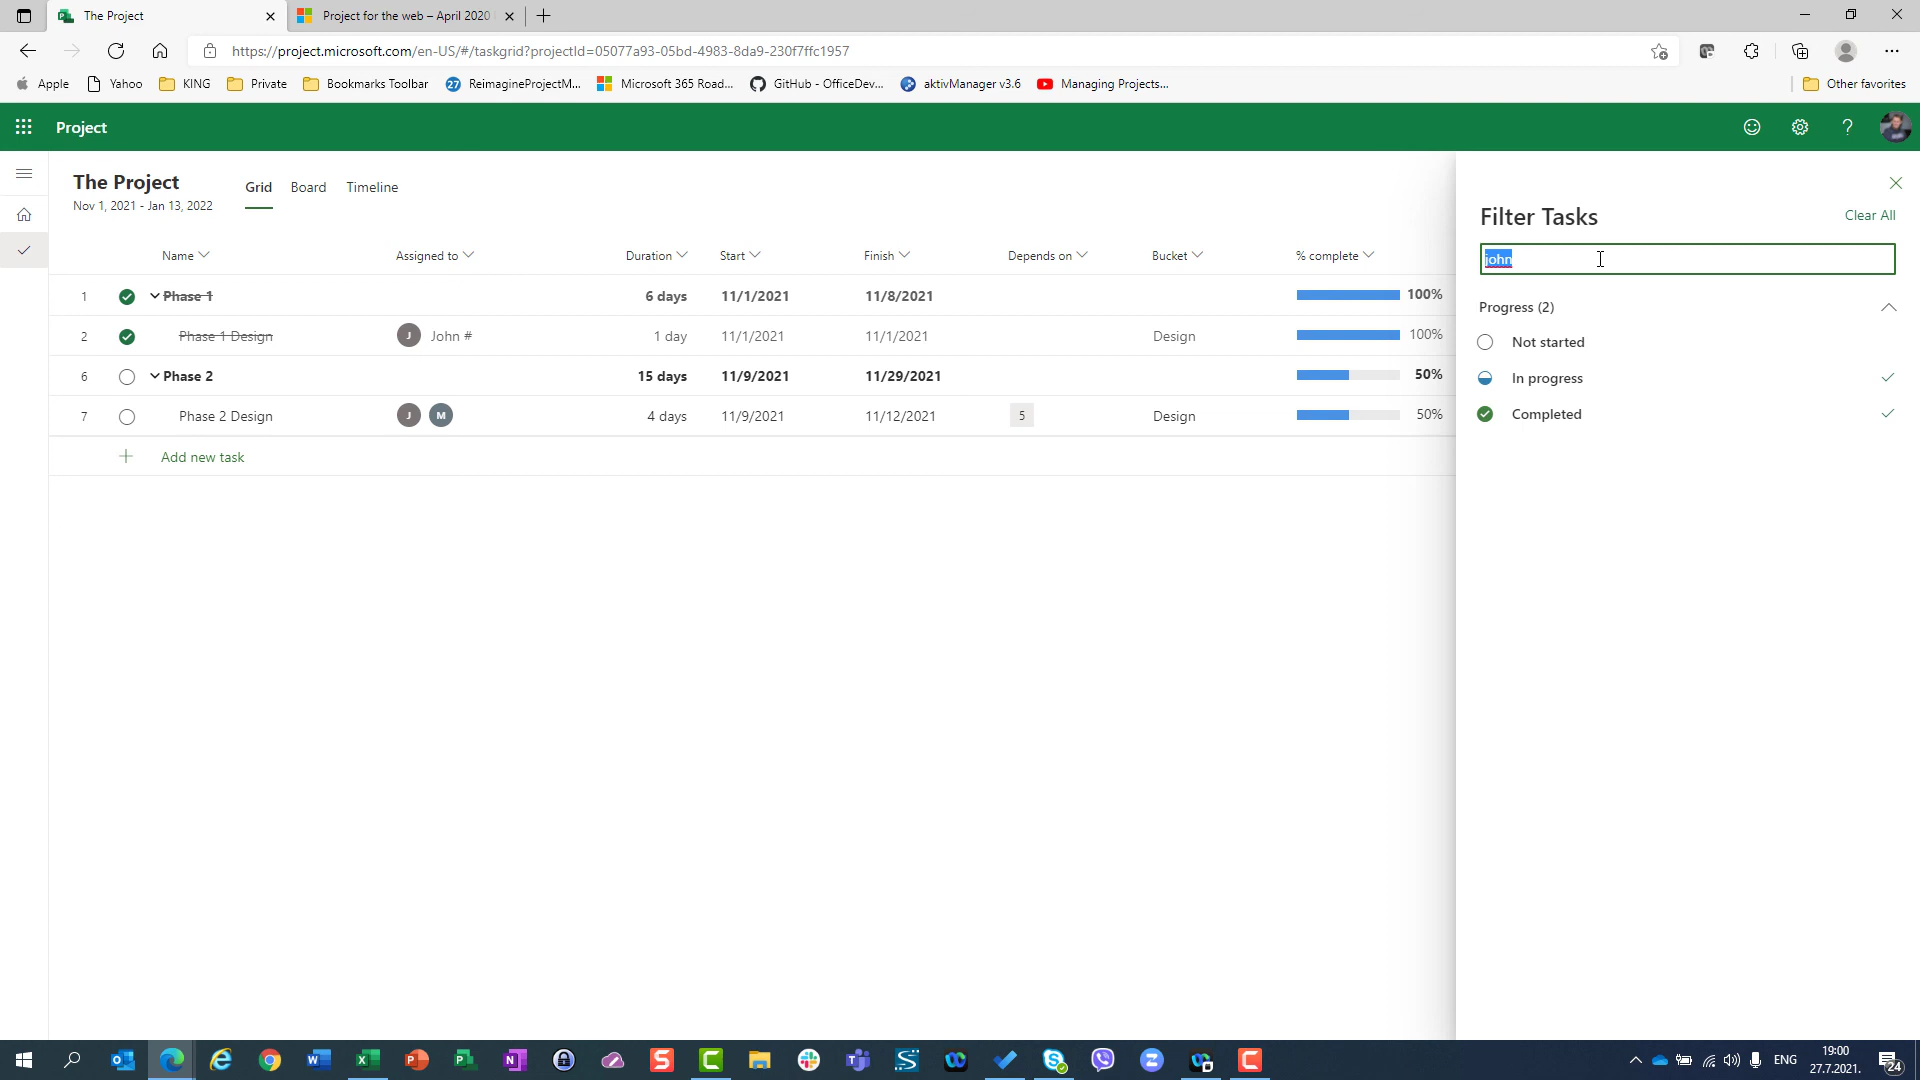 The Project
Project for the web – April 2020
https://project.microsoft.com/en-US/#/taskgrid?projectId=05077a93-05bd-4983-8da9-230f7ffc1957
Apple Yahoo KING Private Bookmarks Toolbar 27 ReimagineProjectM... Microsoft 365 Road... GitHub - OfficeDev... aktivManager v3.6 Managing Projects... Other favorites
Project ?
The Project
Nov 1, 2021 - Jan 13, 2022
Grid Board Timeline
Name Assigned to Duration Start Finish Depends on Bucket % complete
1 Phase 1 6 days 11/1/2021 11/8/2021 100%
2 Phase 1 Design J John # 1 day 11/1/2021 11/1/2021 Design 100%
6 Phase 2 15 days 11/9/2021 11/29/2021 50%
7 Phase 2 Design J M 4 days 11/9/2021 11/12/2021 5 Design 50%
Add new task
Filter Tasks Clear All
john
Progress (2)
Not started
In progress
Completed
ENG
19:00
27.7.2021.
24